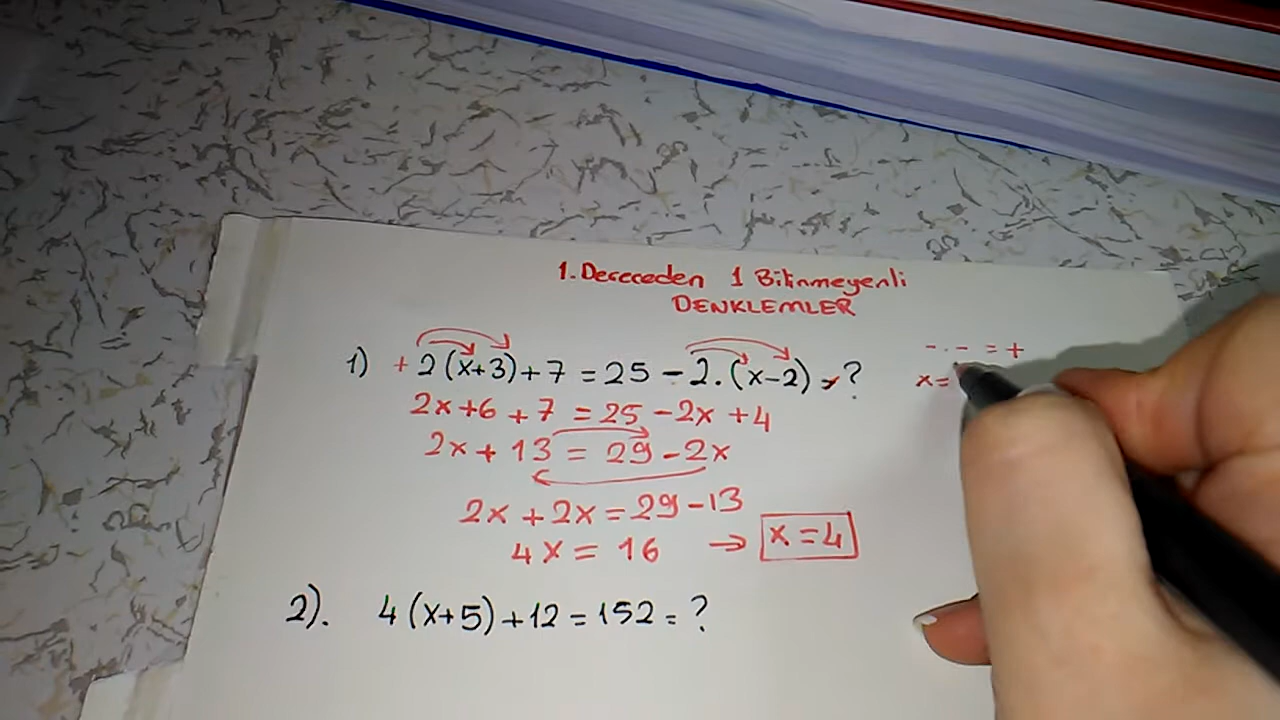 1. Dereceden 1 Bilinmeyenli
DENKLEMLER
1) +2(x+3)+7=25-2.(x-2) ?
- . - = +
x=
2x+6+7=25-2x+4
2x+13=29-2x
2x+2x=29-13
4x=16 → x=4
2). 4(x+5)+12=152=?